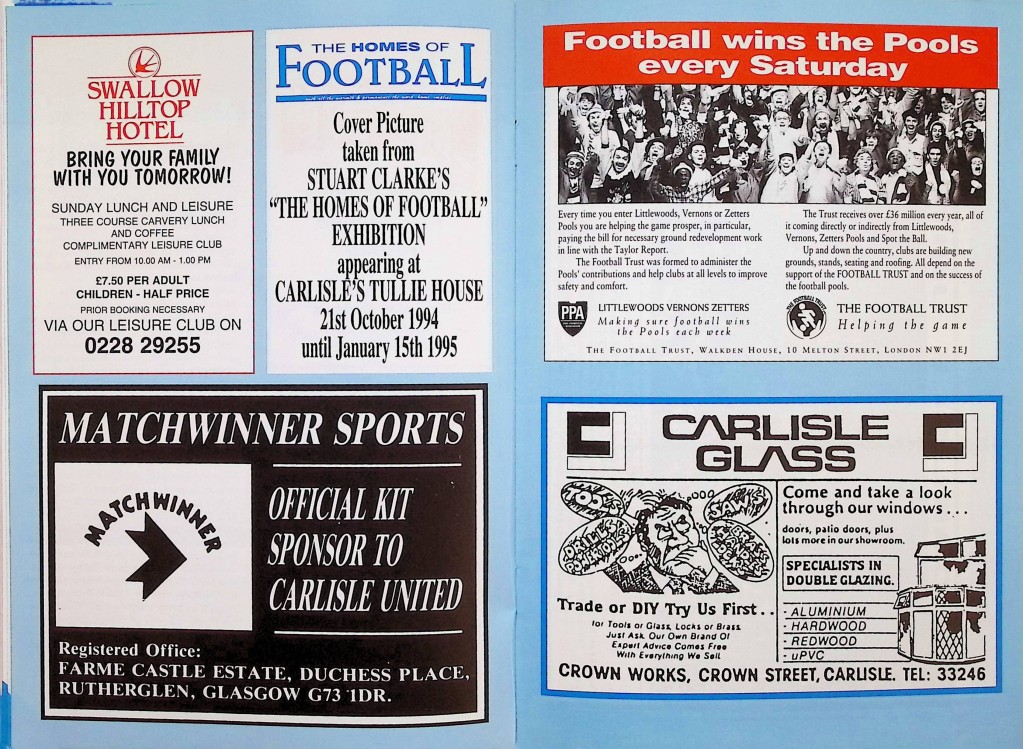 SWALLOW
HILLTOP
HOTEL
BRING YOUR FAMILY
WITH YOU TOMORROW!
SUNDAY LUNCH AND LEISURE
THREE COURSE CARVERY LUNCH
AND COFFEE
COMPLIMENTARY LEISURE CLUB
ENTRY FROM 10.00 AM - 1.00 PM
£7.50 PER ADULT
CHILDREN - HALF PRICE
PRIOR BOOKING NECESSARY
VIA OUR LEISURE CLUB ON
0228 29255
THE HOMES OF
FOOTBALL
Cover Picture
taken from
STUART CLARKE'S
"THE HOMES OF FOOTBALL"
EXHIBITION
appearing at
CARLISLE'S TULLIE HOUSE
21st October 1994
until January 15th 1995
MATCHWINNER SPORTS
MATCHWINNER
OFFICIAL KIT
SPONSOR TO
CARLISLE UNITED
Registered Office:
FARME CASTLE ESTATE, DUCHESS PLACE,
RUTHERGLEN, GLASGOW G73 1DR.
Football wins the Pools
every Saturday
Every time you enter Littlewoods, Vernons or Zetters
Pools you are helping the game prosper, in particular,
paying the bill for necessary ground redevelopment work
in line with the Taylor Report.
The Football Trust was formed to administer the
Pools' contributions and help clubs at all levels to improve
safety and comfort.
The Trust receives over £36 million every year, all of
it coming directly or indirectly from Littlewoods,
Vernons, Zetters Pools and Spot the Ball.
Up and down the country, clubs are building new
grounds, stands, seating and roofing. All depend on the
support of the FOOTBALL TRUST and on the success of
the football pools.
PPA
LITTLEWOODS VERNONS ZETTERS
Making sure football wins
the Pools each week
THE FOOTBALL TRUST
THE FOOTBALL TRUST
Helping the game
THE FOOTBALL TRUST, WALKDEN HOUSE, 10 MELTON STREET, LONDON NW1 2EJ
CARLISLE
GLASS
Come and take a look
through our windows...
doors, patio doors, plus
lots more in our showroom.
SPECIALISTS IN
DOUBLE GLAZING.
- ALUMINIUM
- HARDWOOD
- REDWOOD
- uPVC
Trade or DIY Try Us First..
for Tools or Glass, Locks or Brass
Just Ask Our Own Brand Of
Expert Advice Comes Free
With Everything We Sell
CROWN WORKS, CROWN STREET, CARLISLE. TEL: 33246